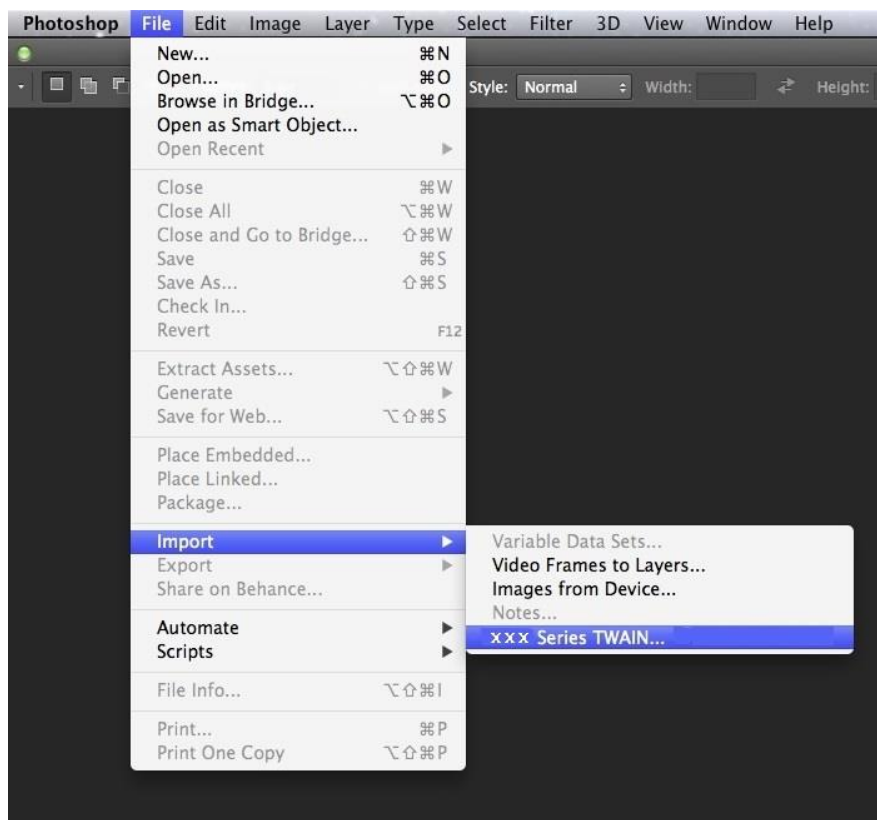 Photoshop File Edit Image Layer Type Select Filter 3D View Window Help
Style: Normal Width: Height:
New... ⌘N
Open... ⌘O
Browse in Bridge... ⌥⌘O
Open as Smart Object...
Open Recent
Close ⌘W
Close All ⌥⌘W
Close and Go to Bridge... ⇧⌘W
Save ⌘S
Save As... ⇧⌘S
Check In...
Revert F12
Extract Assets... ⌥⇧⌘W
Generate
Save for Web... ⌥⇧⌘S
Place Embedded...
Place Linked...
Package...
Import
Export
Share on Behance...
Automate
Scripts
File Info... ⌥⇧⌘I
Print... ⌘P
Print One Copy ⌥⇧⌘P
Variable Data Sets...
Video Frames to Layers...
Images from Device...
Notes...
xxx Series TWAIN...